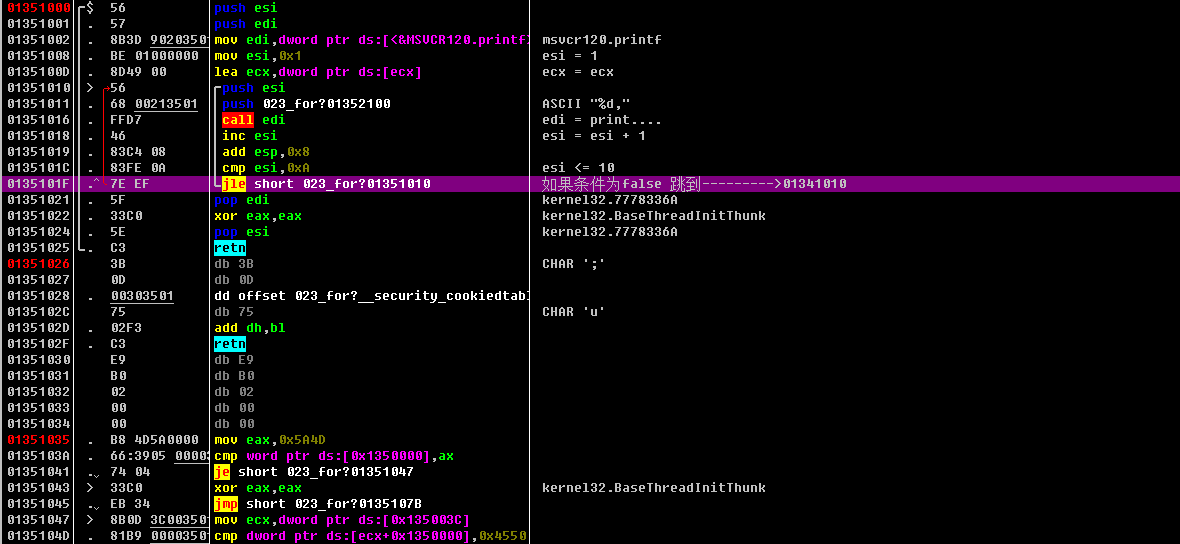 01351000 $ 56 push esi
01351001 . 57 push edi
01351002 . 8B3D 90203501 mov edi,dword ptr ds:[<&MSVCR120.printf> msvcr120.printf
01351008 . BE 01000000 mov esi,0x1 esi = 1
0135100D . 8D49 00 lea ecx,dword ptr ds:[ecx] ecx = ecx
01351010 > 56 push esi
01351011 . 68 00213501 push 023_for?01352100 ASCII "%d,"
01351016 . FFD7 call edi edi = print....
01351018 . 46 inc esi esi = esi + 1
01351019 . 83C4 08 add esp,0x8
0135101C . 83FE 0A cmp esi,0xA esi <= 10
0135101F .^ 7E EF jle short 023_for?01351010 如果条件为false 跳到--------->01341010
01351021 . 5F pop edi kernel32.7778336A
01351022 . 33C0 xor eax,eax kernel32.BaseThreadInitThunk
01351024 . 5E pop esi kernel32.7778336A
01351025 . C3 retn
01351026 3B db 3B CHAR ';'
01351027 0D db 0D
01351028 . 00303501 dd offset 023_for?__security_cookiedtabl
0135102C 75 db 75 CHAR 'u'
0135102D . 02F3 add dh,bl
0135102F . C3 retn
01351030 E9 db E9
01351031 B0 db B0
01351032 02 db 02
01351033 00 db 00
01351034 00 db 00
01351035 . B8 4D5A0000 mov eax,0x5A4D
0135103A . 66:3905 0000 cmp word ptr ds:[0x1350000],ax
01351041 .⌄ 74 04 je short 023_for?01351047
01351043 > 33C0 xor eax,eax kernel32.BaseThreadInitThunk
01351045 .⌄ EB 34 jmp short 023_for?0135107B
01351047 > 8B0D 3C003501 mov ecx,dword ptr ds:[0x135003C]
0135104D . 81B9 00003501 cmp dword ptr ds:[ecx+0x1350000],0x4550